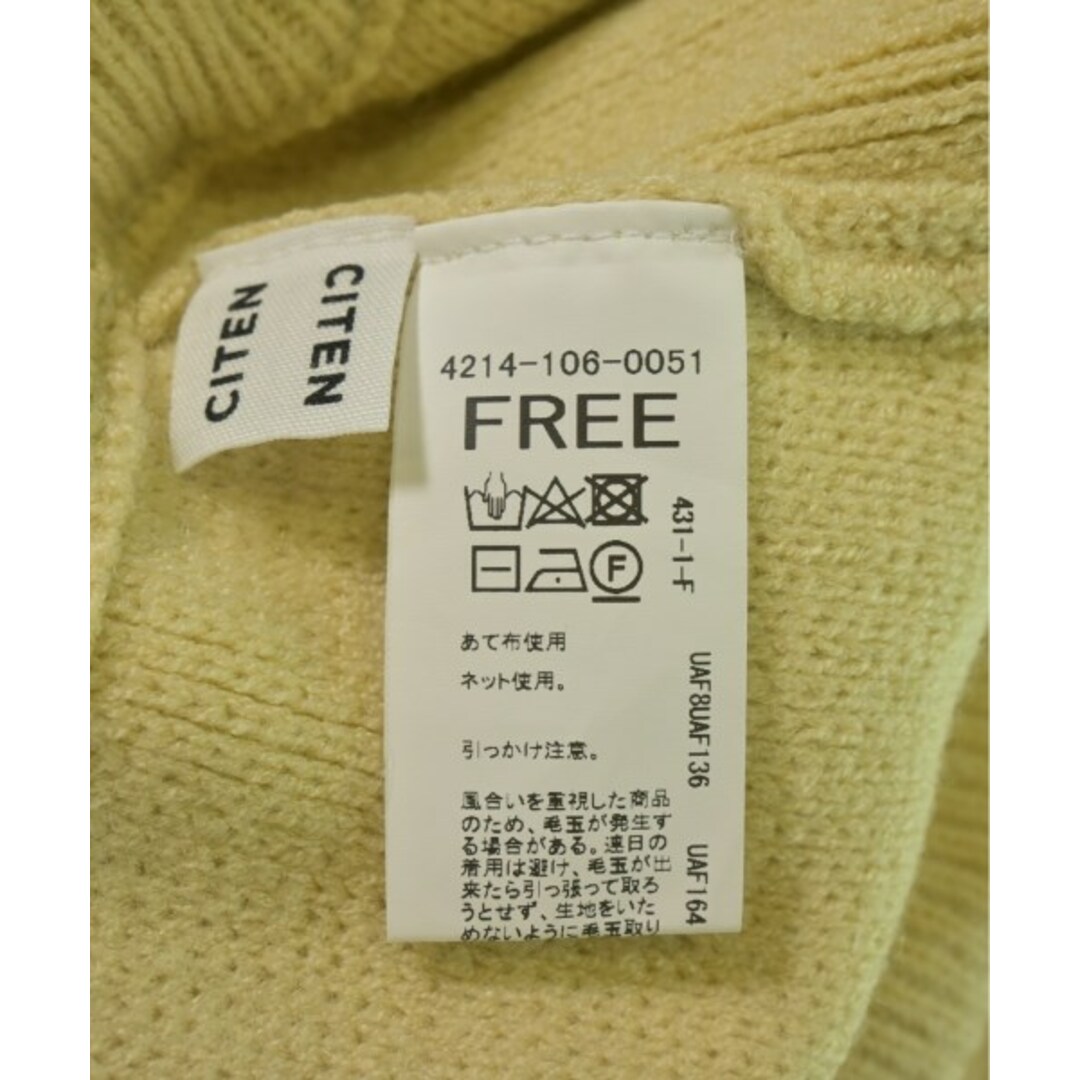 CITEN
CITEN
4214-106-0051
FREE
F
431-1-F
あて布使用
ネット使用。
引っかけ注意。
UAF8UAF136
UAF164
風合いを重視した商品
のため、毛玉が発生す
る場合がある。連日の
着用は避け、毛玉が出
来たら引っ張って取ろ
うとせず、生地をいた
めないように毛玉取り